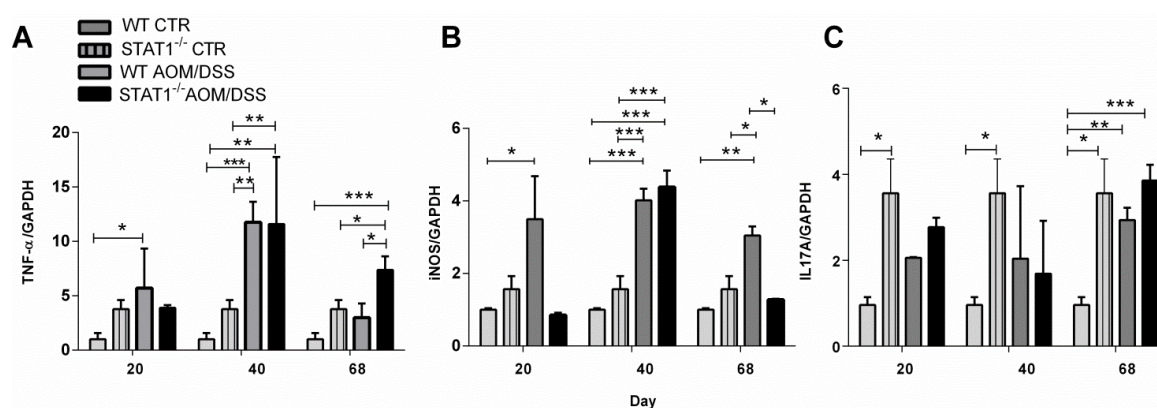 A
WT CTR
STAT1-/- CTR
WT AOM/DSS
STAT1-/-AOM/DSS
TNF-α/GAPDH
20
15
10
5
0
*
**
**
***
**
***
*
*
20 40 68
B
iNOS/GAPDH
6
4
2
0
*
***
***
***
***
*
*
**
20 40 68
Day
C
IL17A/GAPDH
6
4
2
0
*
*
***
**
*
20 40 68